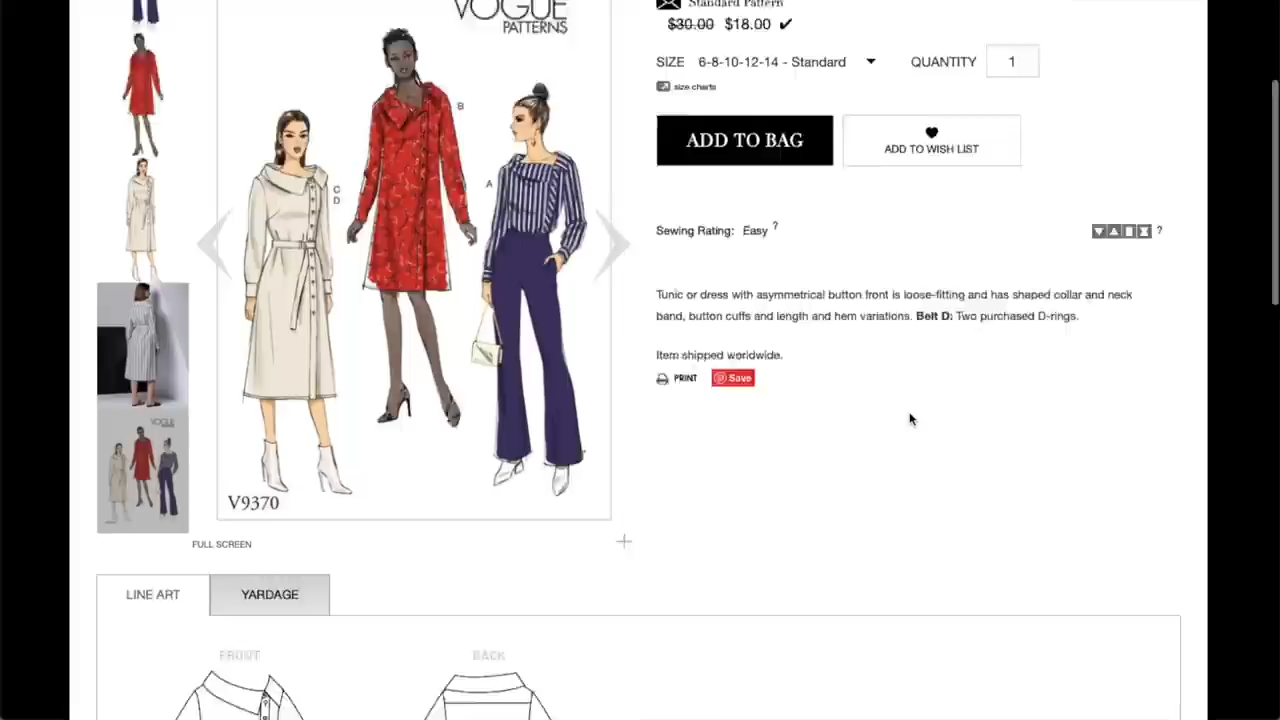 VOGUE
PATTERNS
B
C
D
A
V9370
VOGUE
FULL SCREEN
Standard Pattern
$30.00 $18.00 ✔
SIZE 6-8-10-12-14 - Standard QUANTITY 1
size charts
ADD TO BAG
ADD TO WISH LIST
Sewing Rating: Easy ? ?
Tunic or dress with asymmetrical button front is loose-fitting and has shaped collar and neck
band, button cuffs and length and hem variations. Belt D: Two purchased D-rings.
Item shipped worldwide.
PRINT Save
LINE ART YARDAGE
FRONT BACK